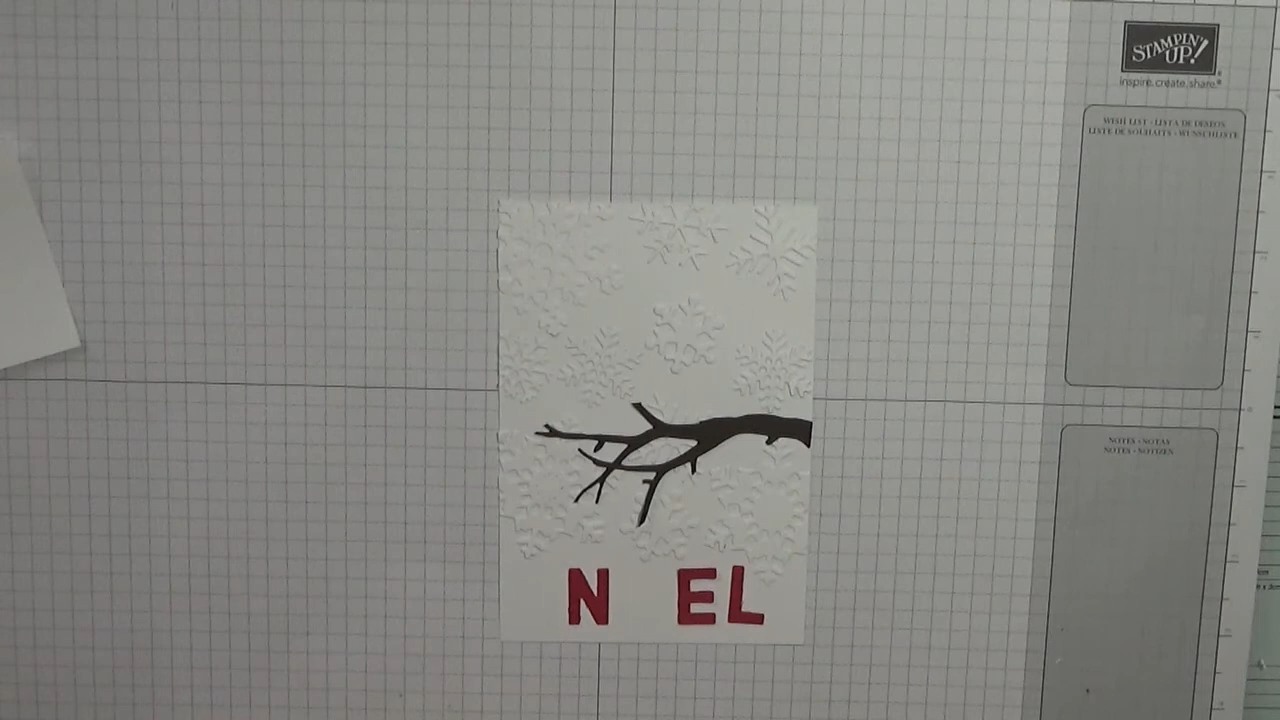 STAMPIN' UP!®
inspire. create. share.®
WISH LIST • LISTA DE DESEOS
LISTE DE SOUHAITS • WUNSCHLISTE
NOTES • NOTAS
NOTES • NOTIZEN
N EL